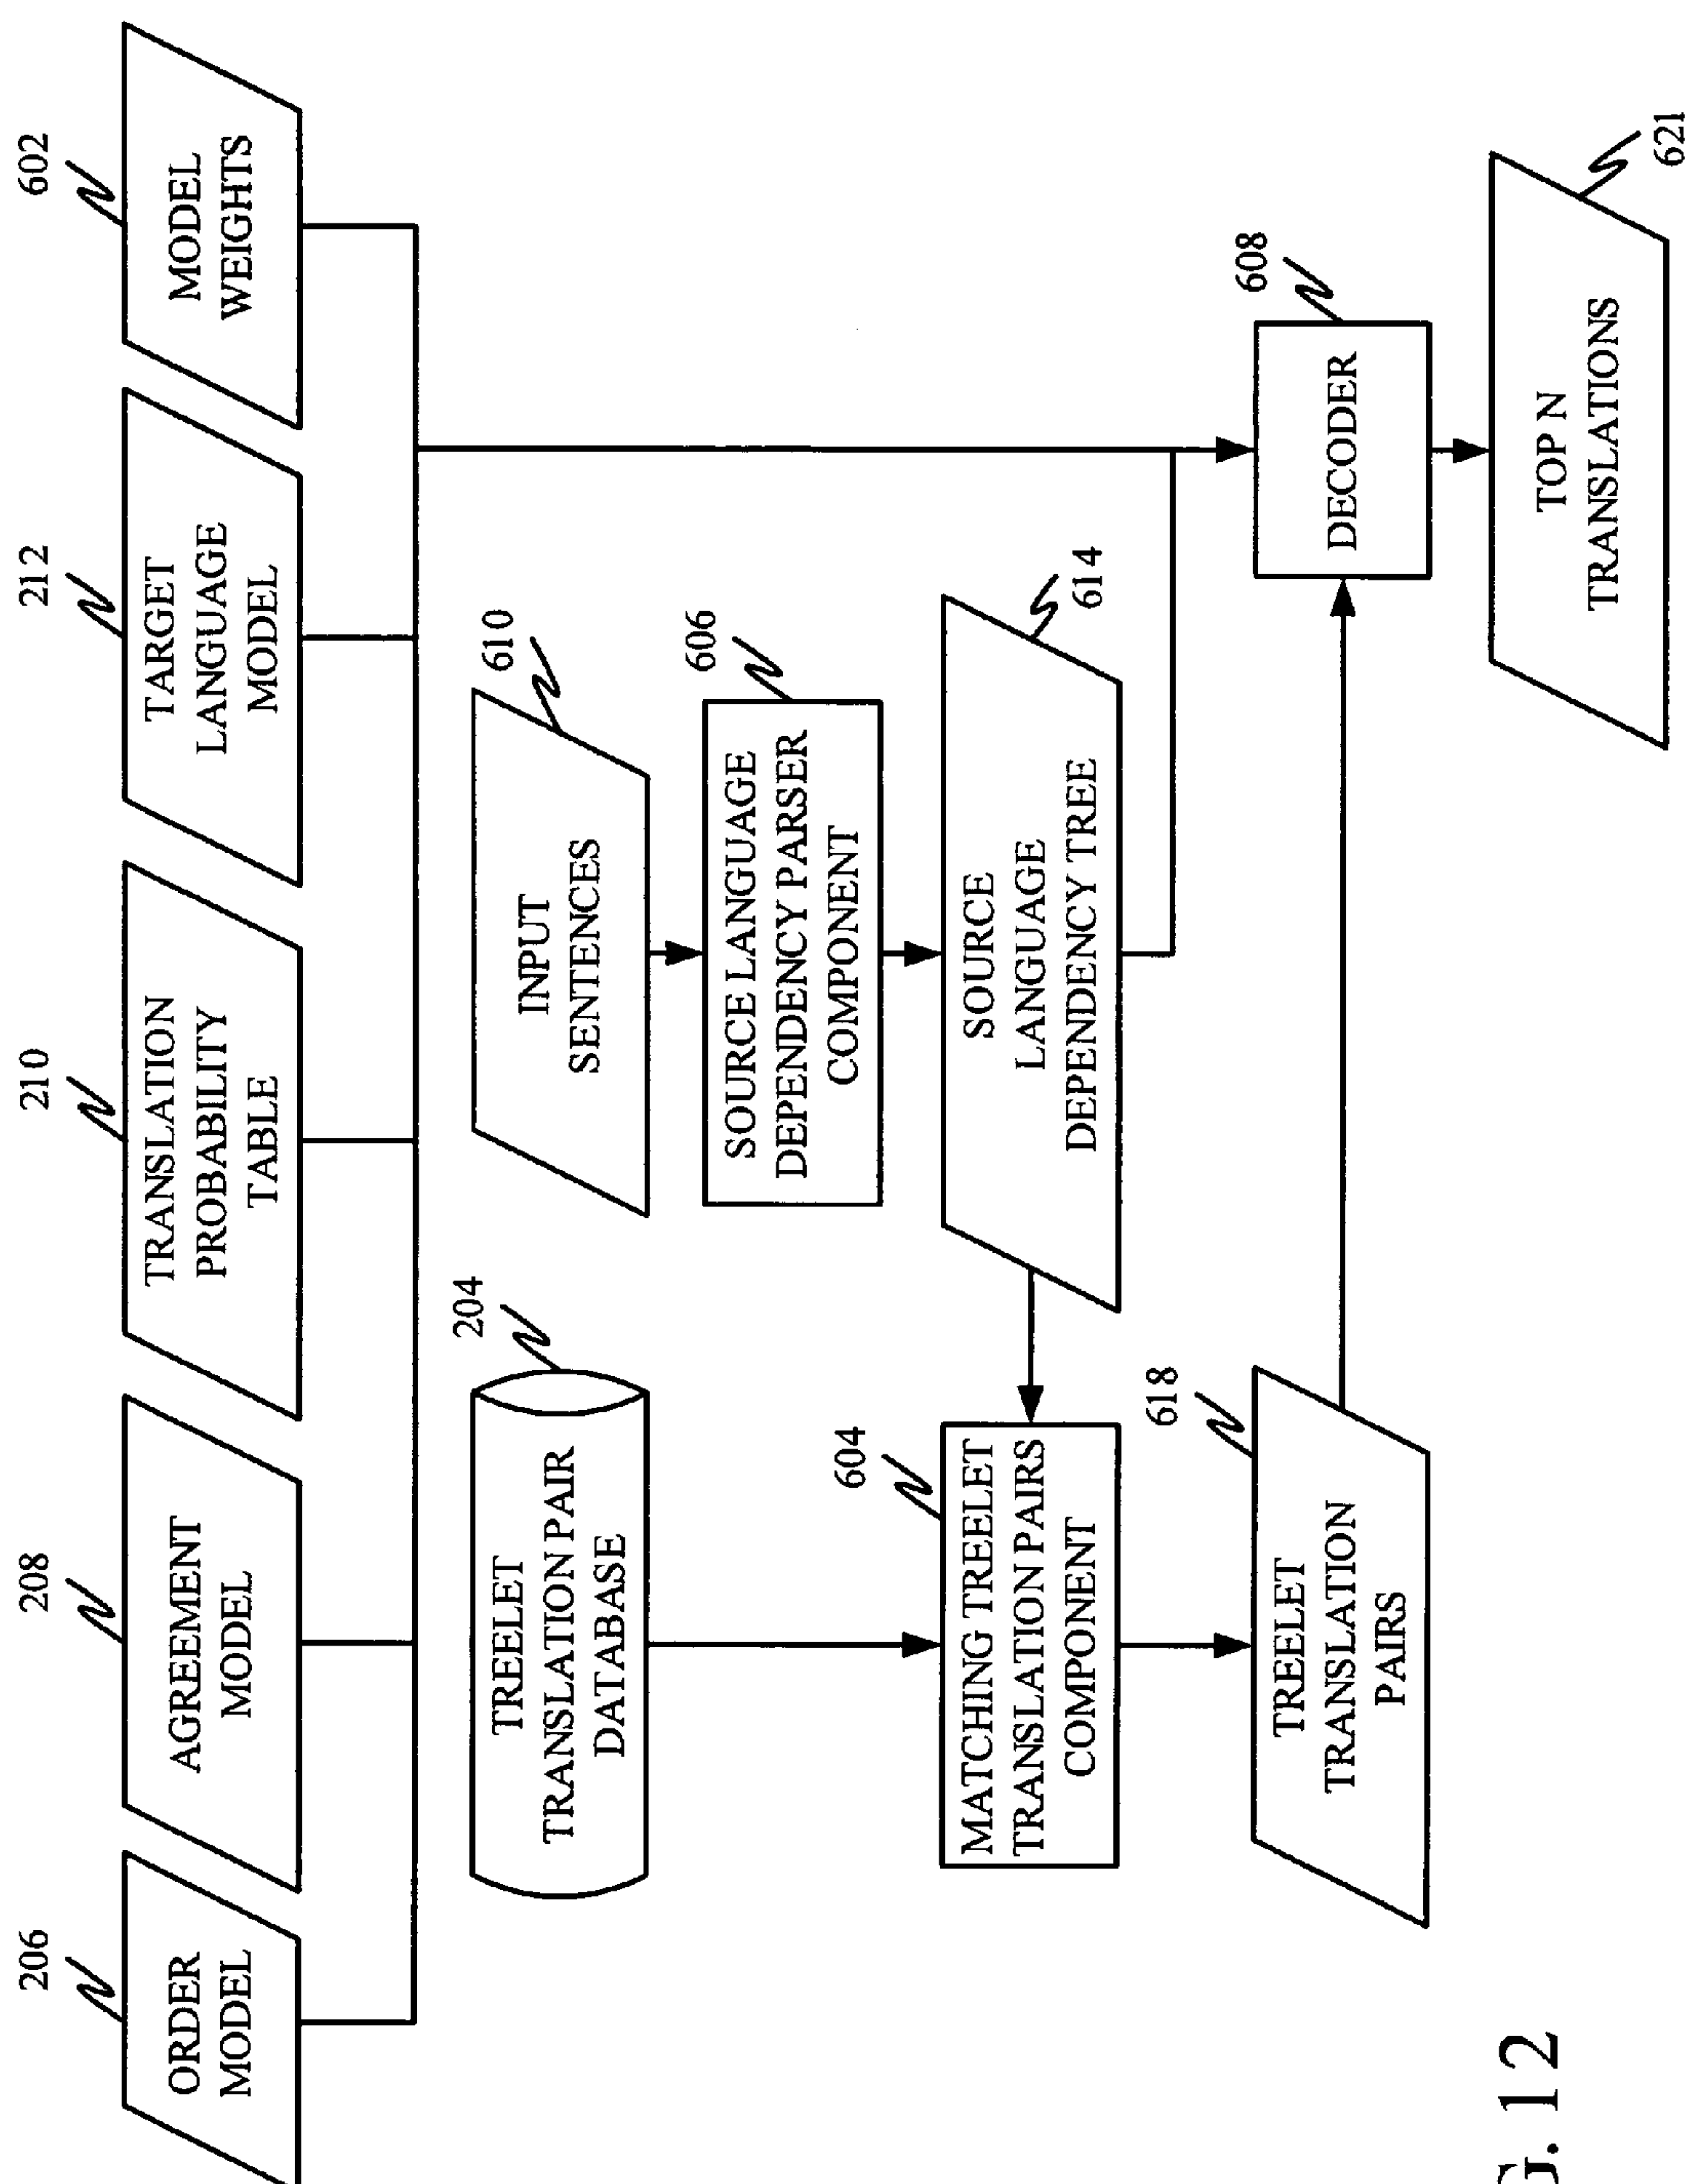 206
ORDER
MODEL
208
AGREEMENT
MODEL
210
TRANSLATION
PROBABILITY
TABLE
212
TARGET
LANGUAGE
MODEL
602
MODEL
WEIGHTS
204
TREELET
TRANSLATION PAIR
DATABASE
610
INPUT
SENTENCES
606
SOURCE LANGUAGE
DEPENDENCY PARSER
COMPONENT
604
MATCHING TREELET
TRANSLATION PAIRS
COMPONENT
SOURCE
LANGUAGE
DEPENDENCY TREE
614
618
TREELET
TRANSLATION
PAIRS
608
DECODER
TOP N
TRANSLATIONS
621
G. 12